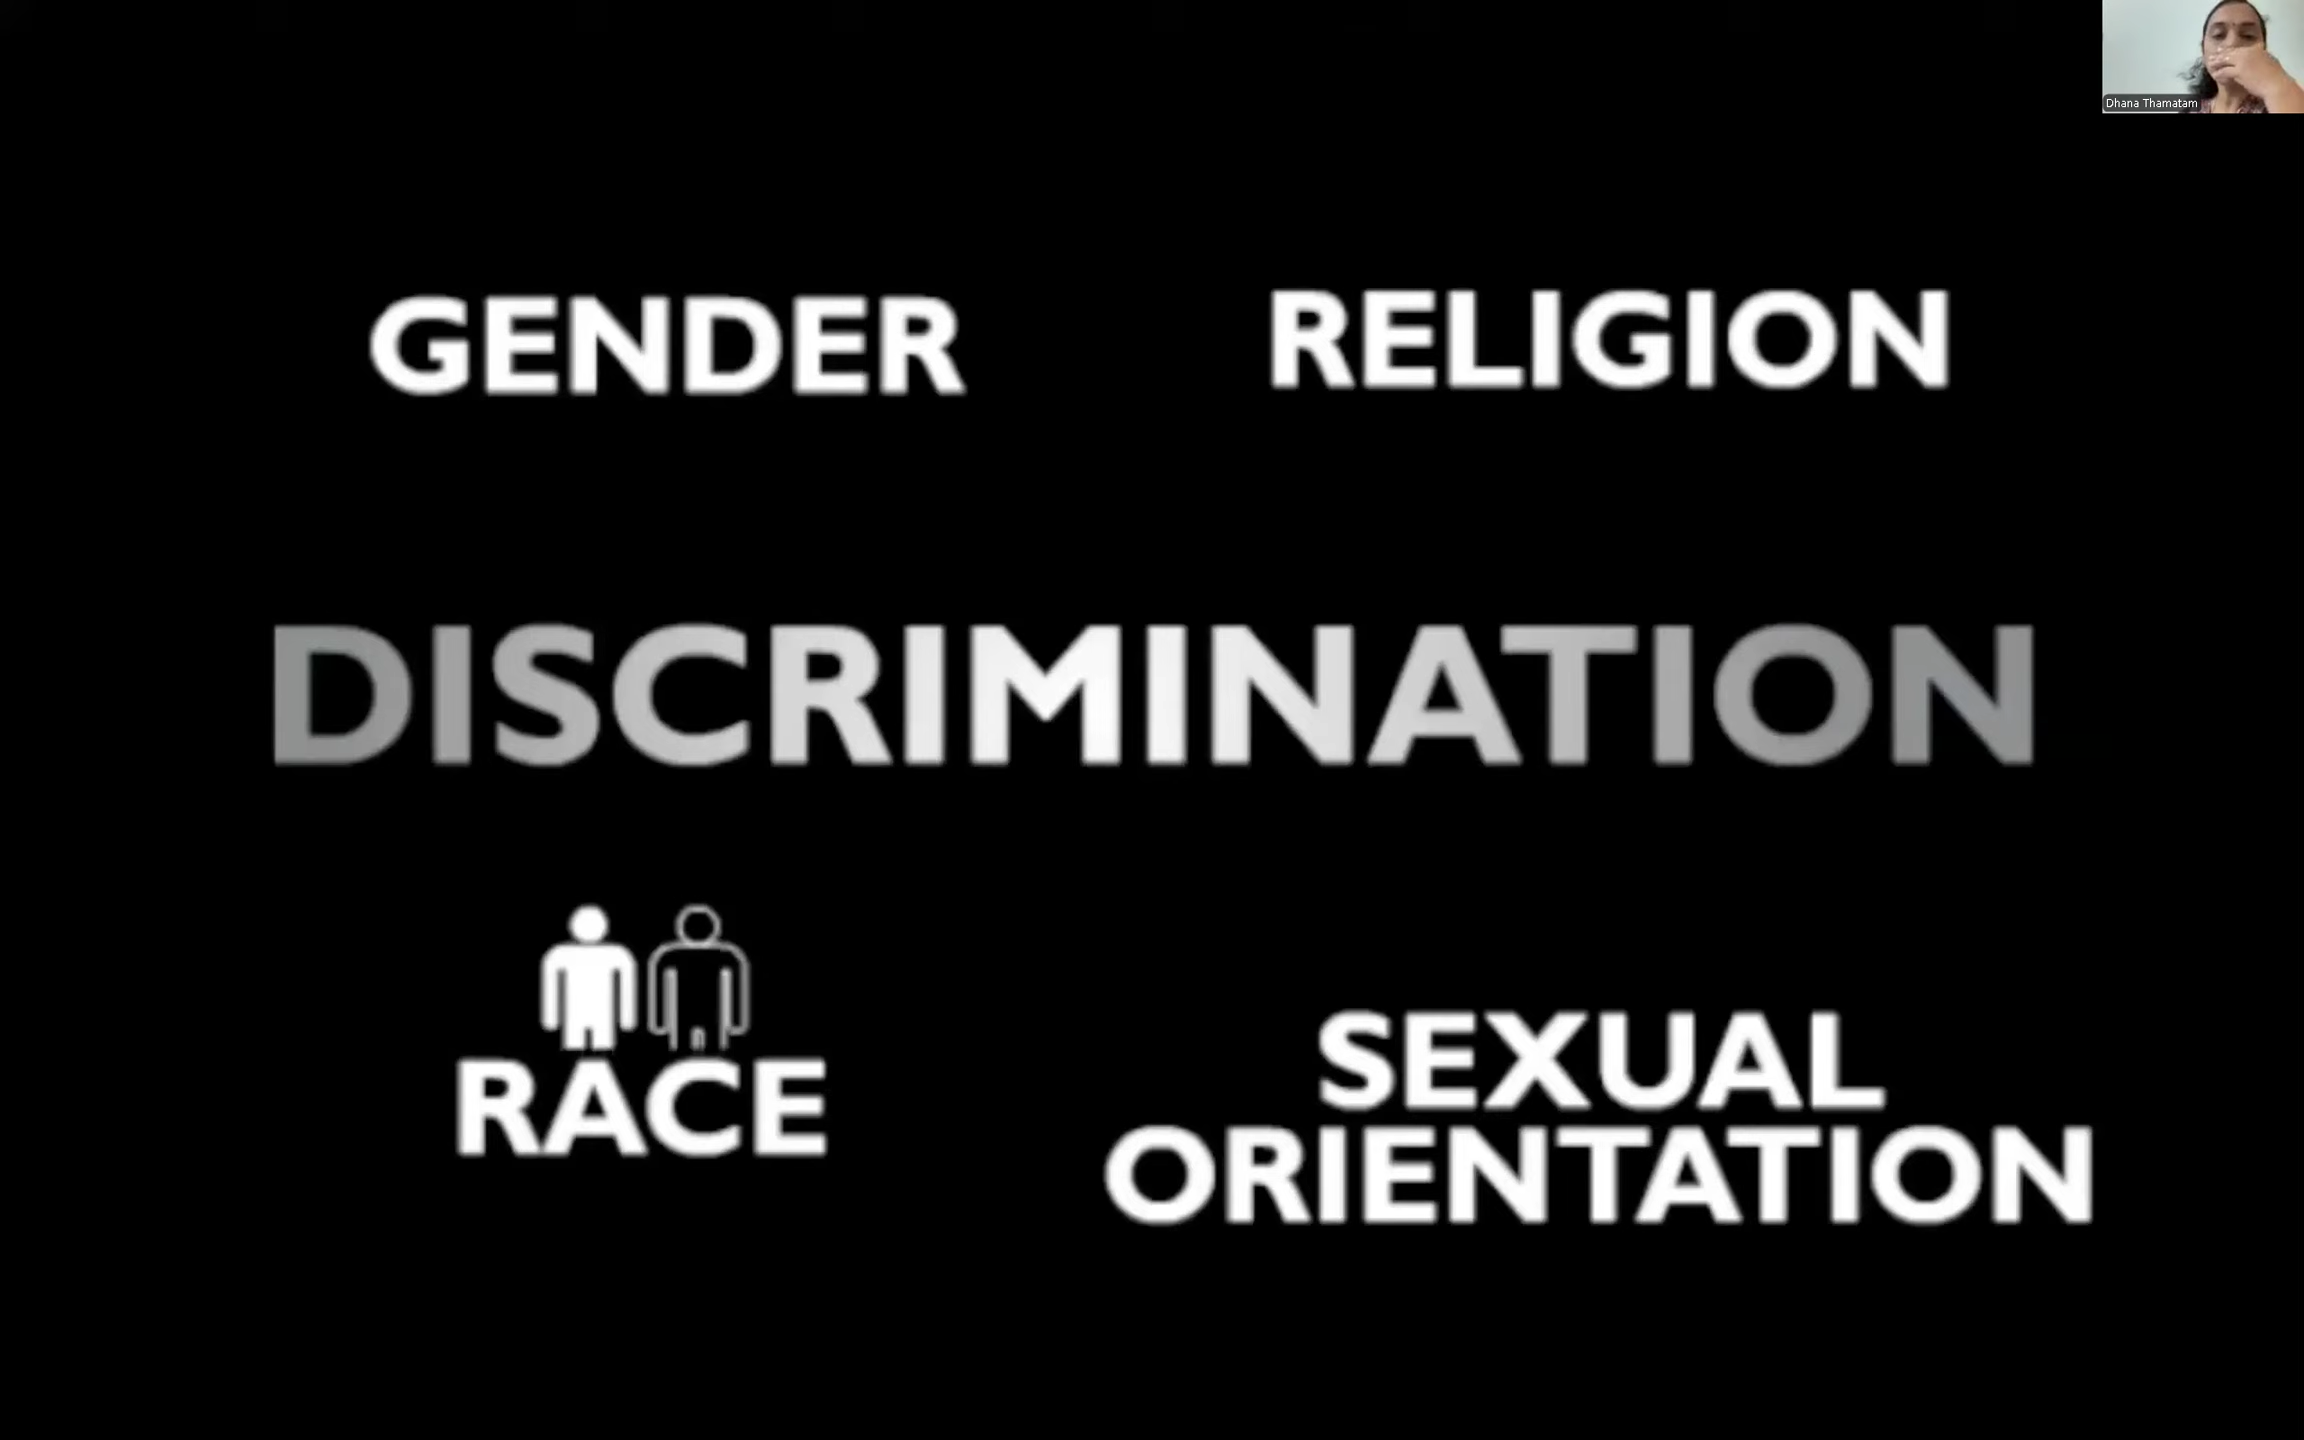 Dhana Thamatam
GENDER
RELIGION
DISCRIMINATION
RACE
SEXUAL
ORIENTATION